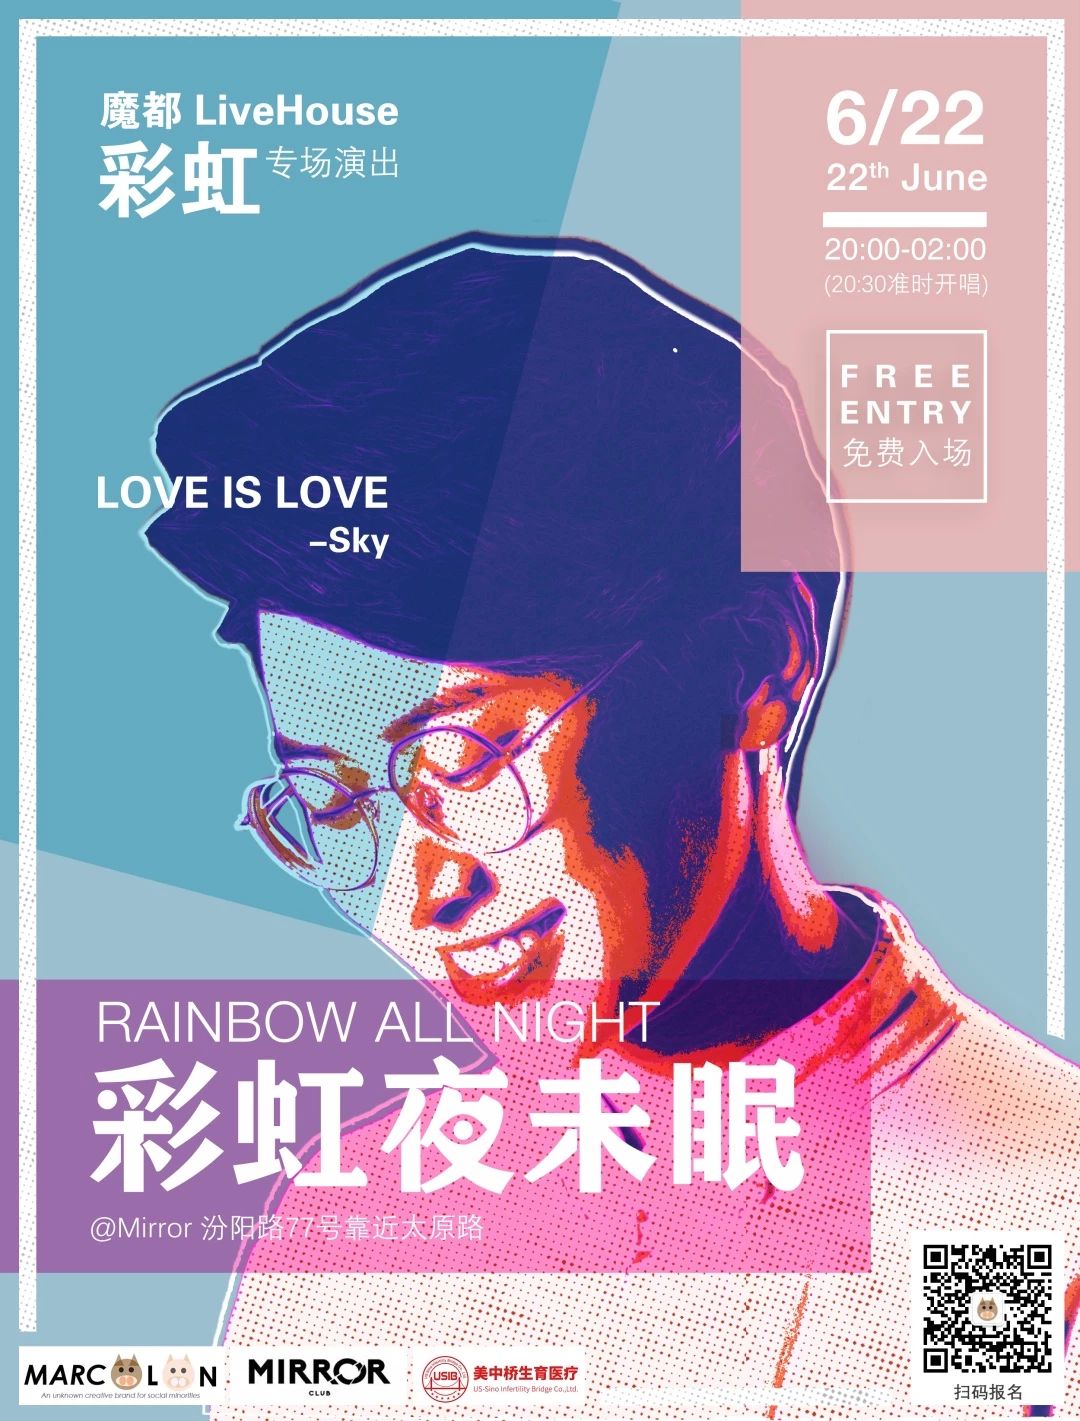 魔都 LiveHouse
彩虹专场演出
6/22
22th June
20:00-02:00
(20:30准时开唱)
FREE
ENTRY
免费入场
LOVE IS LOVE
–Sky
RAINBOW ALL NIGHT
彩虹夜未眠
@Mirror 汾阳路77号靠近太原路
MARCOLON
An unknown creative brand for social minorities
MIRROR
CLUB
USIB
美中桥生育医疗
US-Sino Infertility Bridge Co.,Ltd.
扫码报名